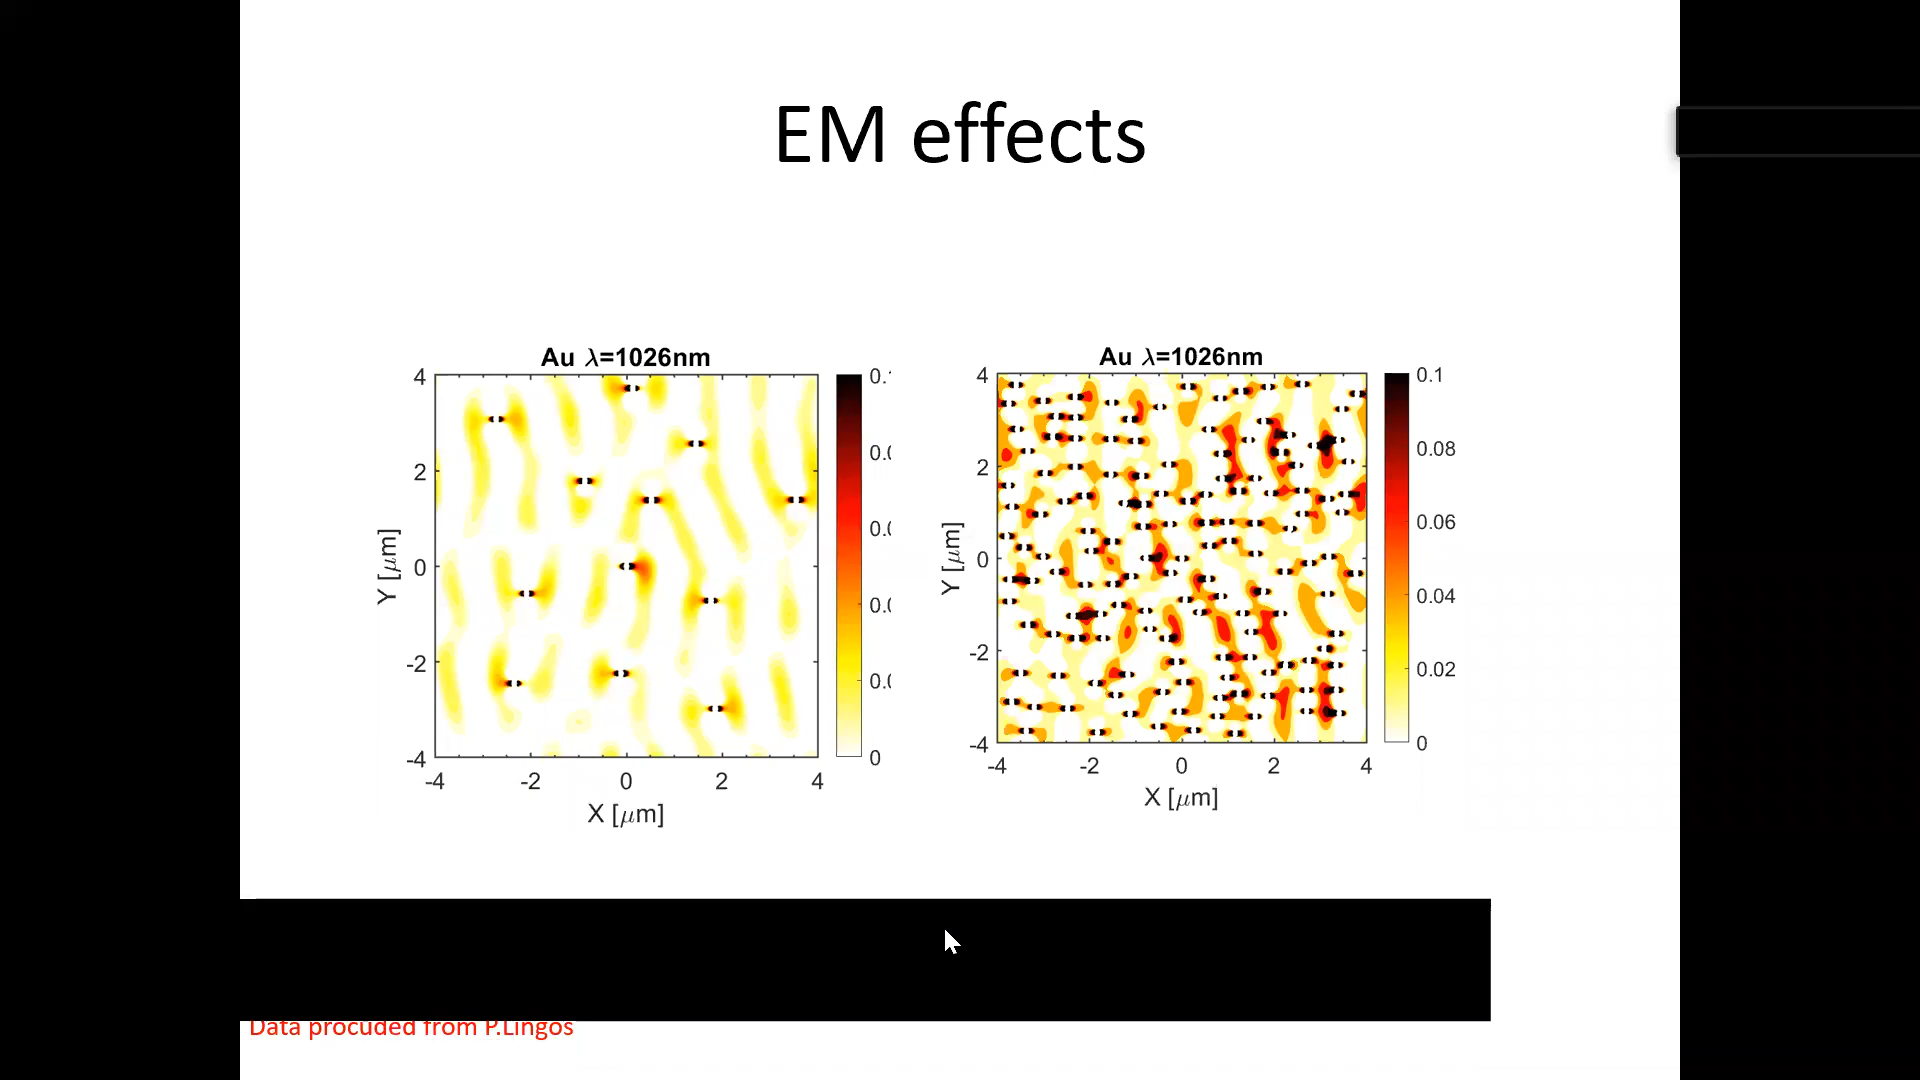 EM effects
Au λ=1026nm
4
2
0
-2
-4
Y [μm]
-4 -2 0 2 4
X [μm]
0
Au λ=1026nm
4
2
0
-2
-4
Y [μm]
-4 -2 0 2 4
X [μm]
0.1
0.08
0.06
0.04
0.02
0
Data procuded from P.Lingos